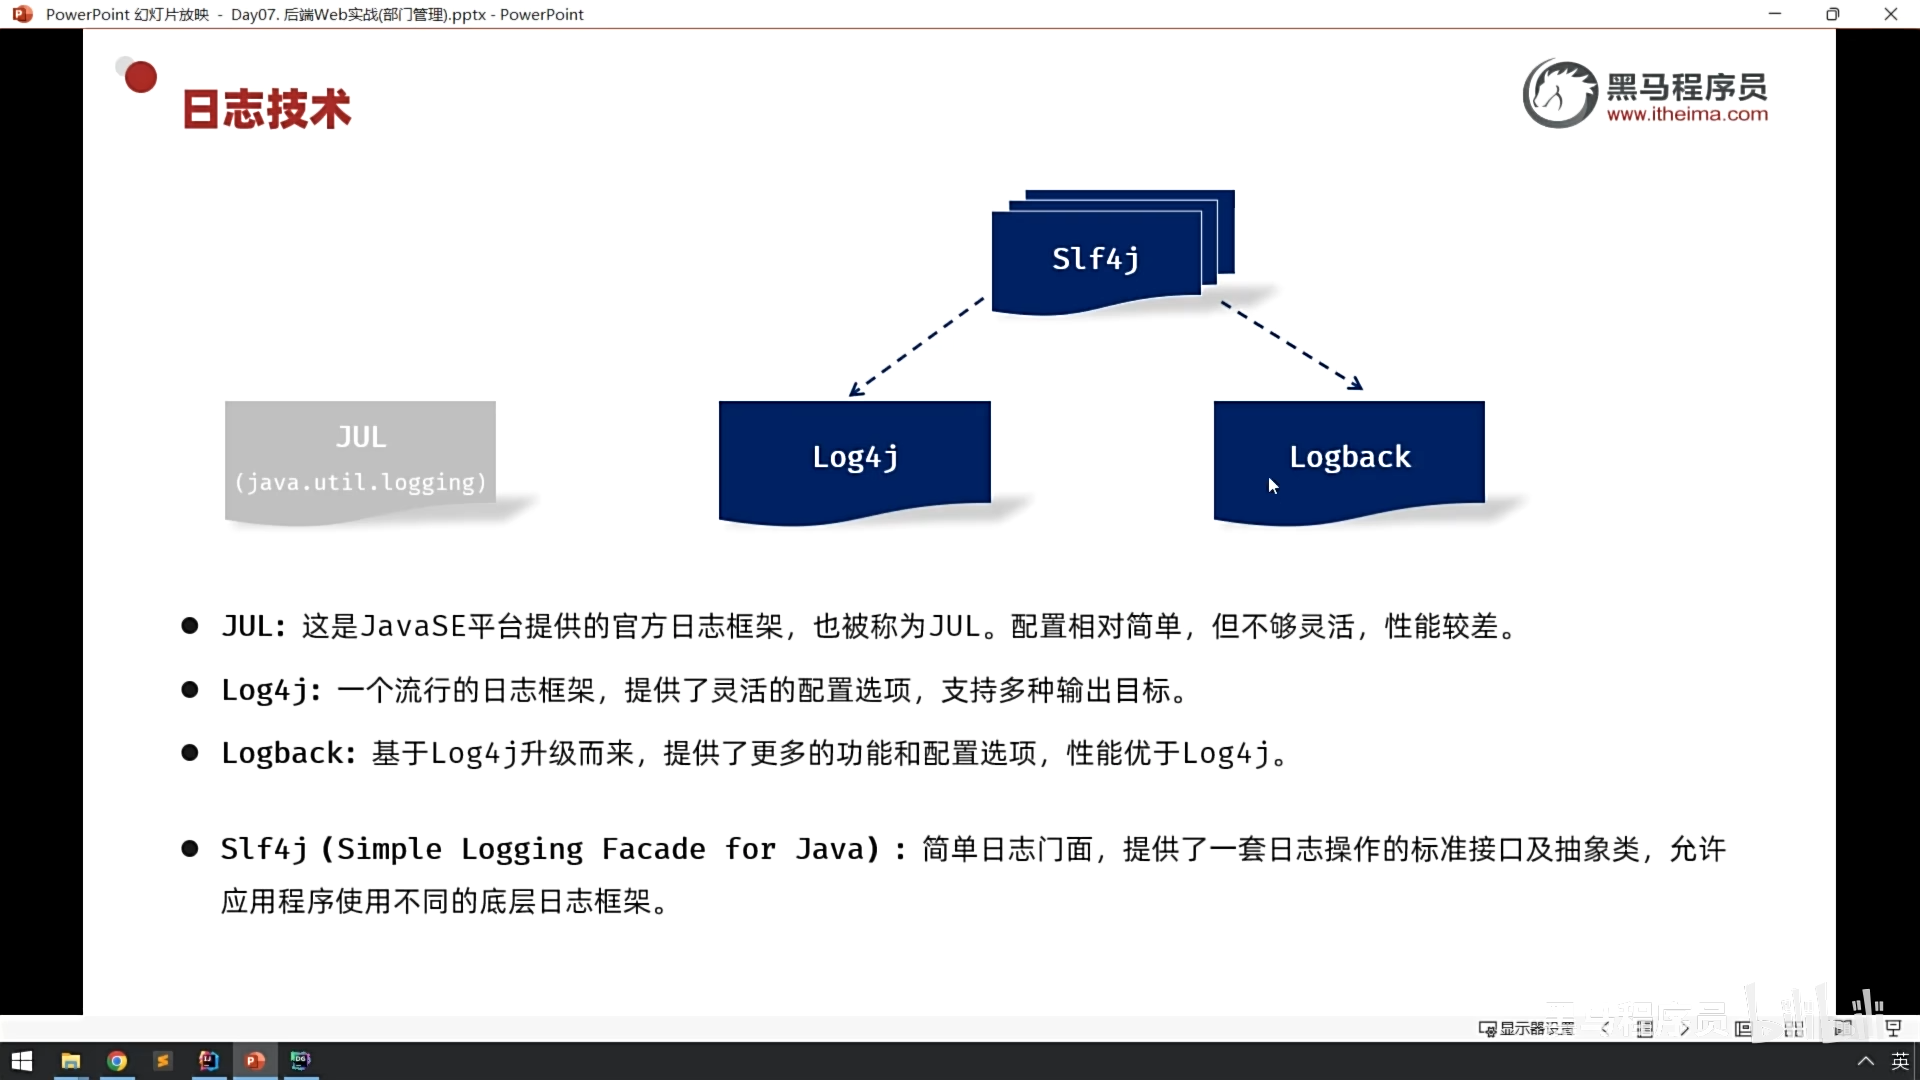 PowerPoint 幻灯片放映 - Day07. 后端Web实战(部门管理).pptx - PowerPoint
日志技术
黑马程序员
www.itheima.com
Slf4j
JUL
(java.util.logging)
Log4j
Logback
JUL: 这是JavaSE平台提供的官方日志框架，也被称为JUL。配置相对简单，但不够灵活，性能较差。
Log4j: 一个流行的日志框架，提供了灵活的配置选项，支持多种输出目标。
Logback: 基于Log4j升级而来，提供了更多的功能和配置选项，性能优于Log4j。
Slf4j (Simple Logging Facade for Java) : 简单日志门面，提供了一套日志操作的标准接口及抽象类，允许
应用程序使用不同的底层日志框架。
黑马程序员 bilibili
显示器设置
英